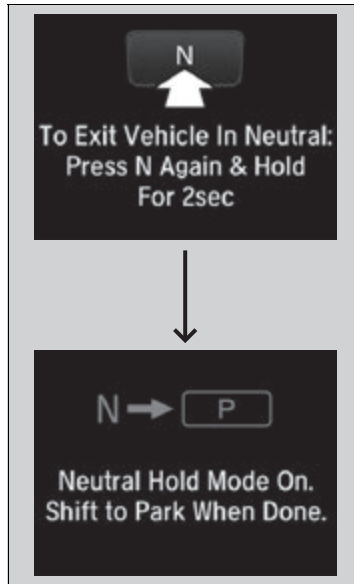 N
To Exit Vehicle In Neutral:
Press N Again & Hold
For 2sec
N P
Neutral Hold Mode On.
Shift to Park When Done.